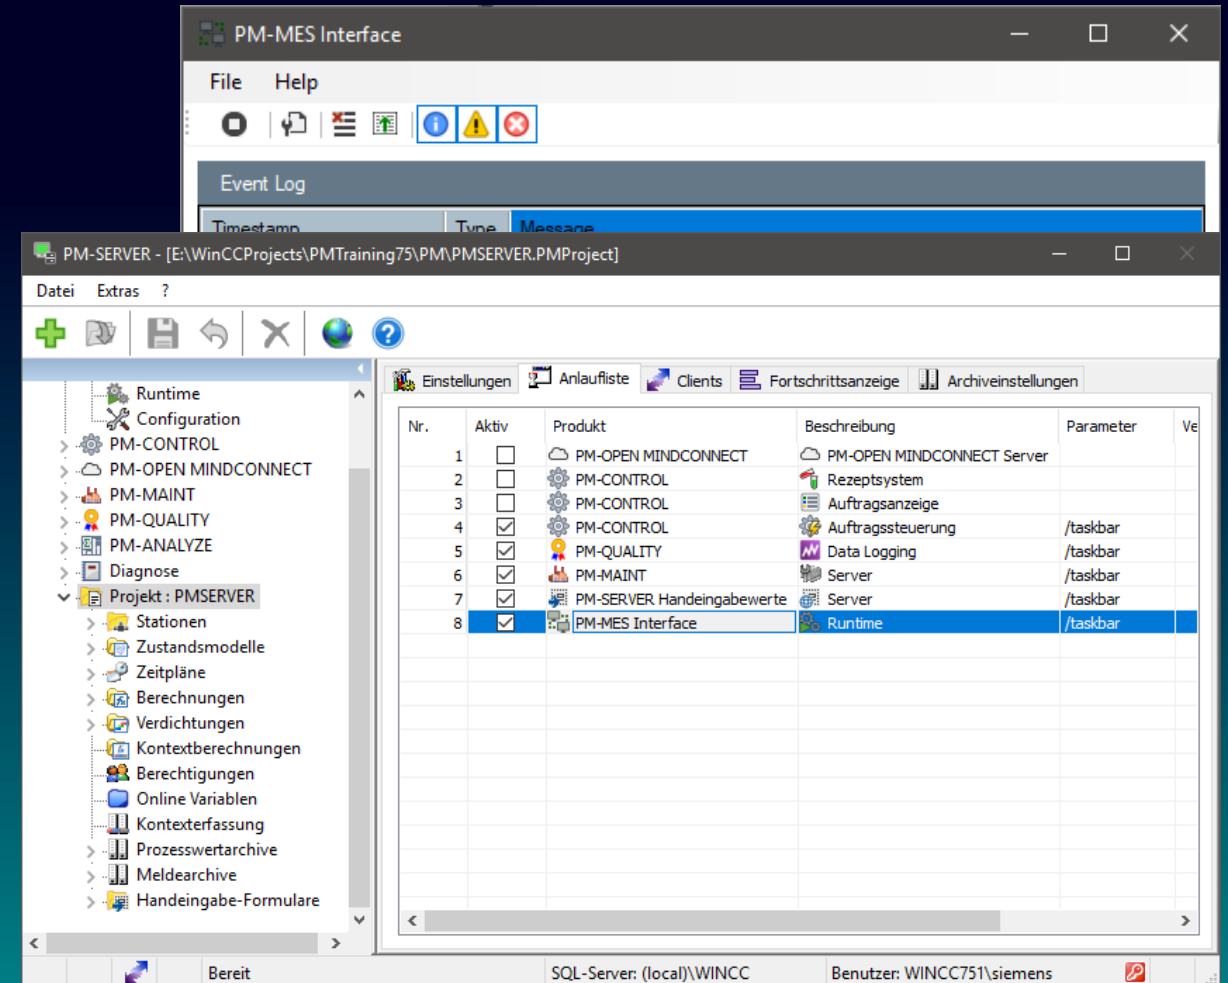 PM-MES Interface
File Help
Event Log
Timestamp Type Message
PM-SERVER - [E:\WinCCProjects\PMTraining75\PM\PMSERVER.PMProject]
Datei Extras ?
Runtime
Configuration
PM-CONTROL
PM-OPEN MINDCONNECT
PM-MAINT
PM-QUALITY
PM-ANALYZE
Diagnose
Projekt : PMSERVER
Stationen
Zustandsmodelle
Zeitpläne
Berechnungen
Verdichtungen
Kontextberechnungen
Berechtigungen
Online Variablen
Kontexterfassung
Prozesswertarchive
Meldearchive
Handeingabe-Formulare
Einstellungen Anlaufliste Clients Fortschrittsanzeige Archiveinstellungen
Nr. Aktiv Produkt Beschreibung Parameter Ve
1 PM-OPEN MINDCONNECT PM-OPEN MINDCONNECT Server
2 PM-CONTROL Rezeptsystem
3 PM-CONTROL Auftragsanzeige
4 PM-CONTROL Auftragssteuerung /taskbar
5 PM-QUALITY Data Logging /taskbar
6 PM-MAINT Server /taskbar
7 PM-SERVER Handeingabewerte Server /taskbar
8 PM-MES Interface Runtime /taskbar
Bereit SQL-Server: (local)\WINCC Benutzer: WINCC751\siemens